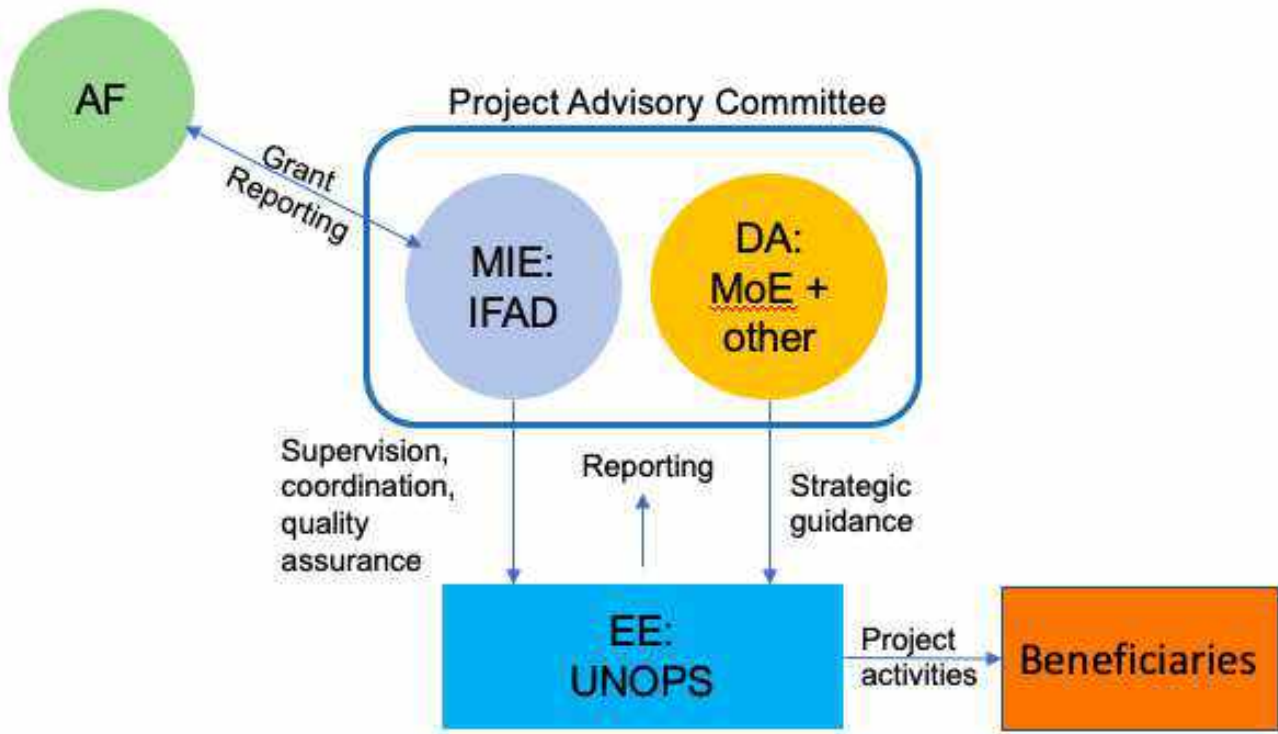 AF
Project Advisory Committee
Grant
Reporting
MIE:
IFAD
DA:
MoE +
other
Supervision,
coordination,
quality
assurance
Reporting
Strategic
guidance
EE:
UNOPS
Project
activities
Beneficiaries